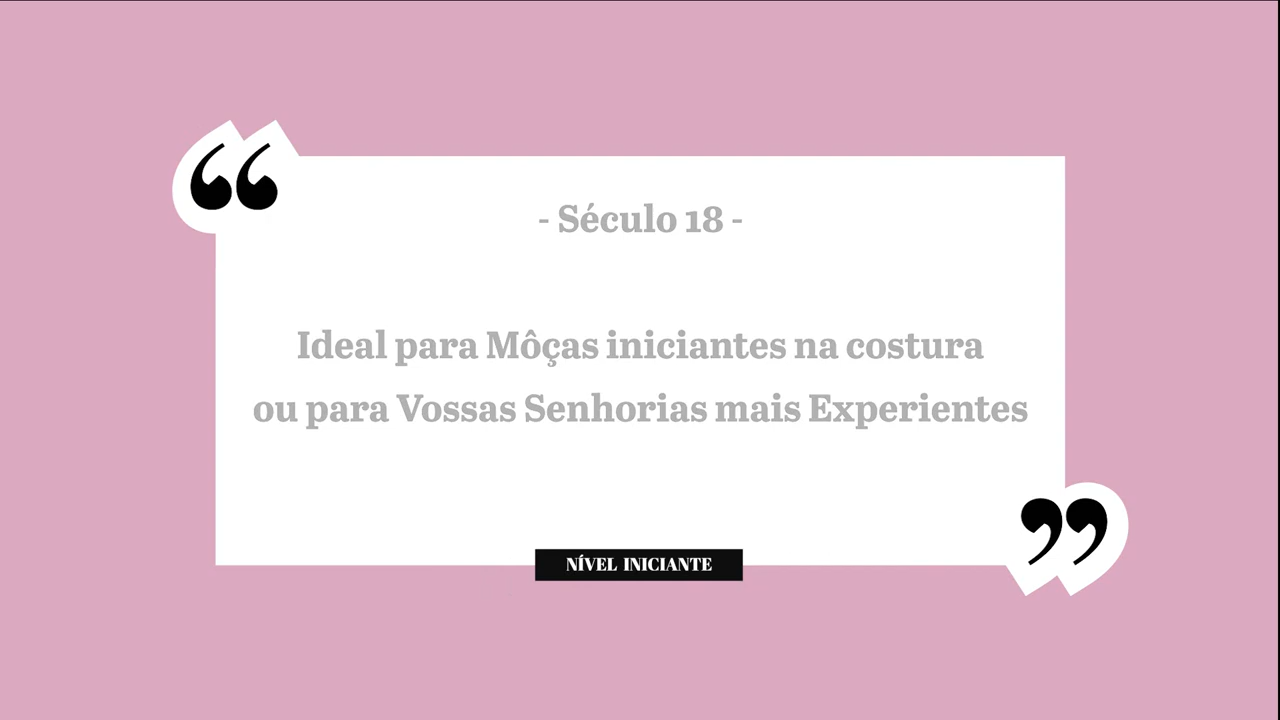 - Século 18 -
Ideal para Môças iniciantes na costura
ou para Vossas Senhorias mais Experientes
NÍVEL INICIANTE